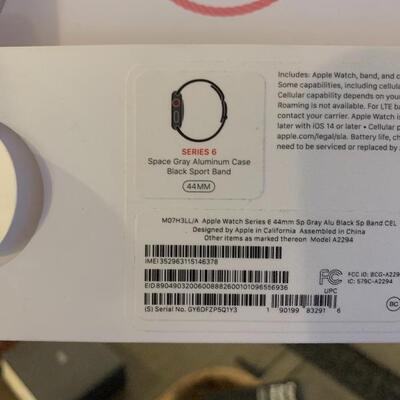 SERIES 6
Space Gray Aluminum Case
Black Sport Band
44MM
Includes: Apple Watch, band, and c
Some capabilities, including cellula
Cellular capability depends on your
Roaming is not available. For LTE ba
contact your carrier. Apple Watch
later with iOS 14 or later • Cellular p
apple.com/legal/sla. Battery life, ch
need to be serviced or replaced by
M07H3LL/A Apple Watch Series 6 44mm Sp Gray Alu Black Sp Band CEL
Designed by Apple in California Assembled in China
Other items as marked thereon Model A2294
IMEI 352963115146378
EID 89049032006008882600101096556936
(S) Serial No. GY6DFZP5Q1Y3
UPC
1 90199 83291 6
FC
FCC ID: BCG-A229
IC: 579C-A2294
BC